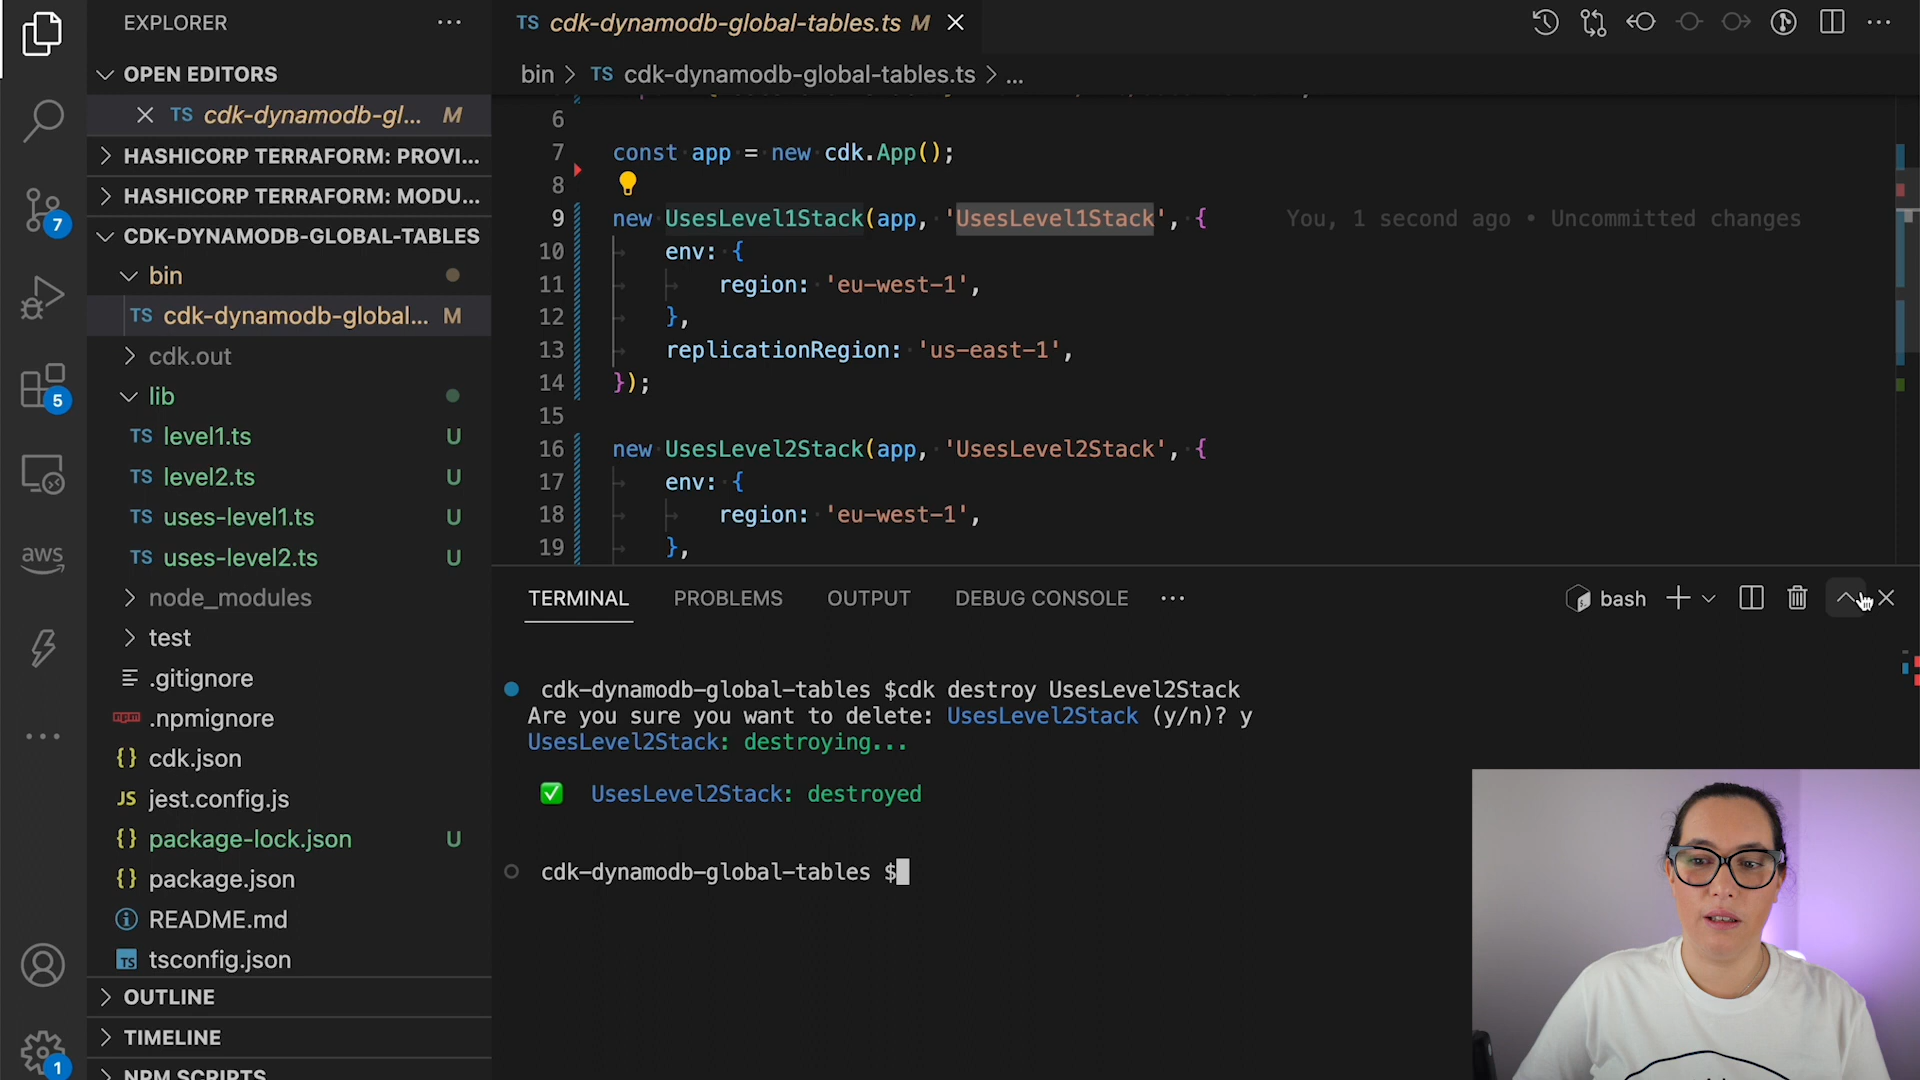 EXPLORER
TS cdk-dynamodb-global-tables.ts M
OPEN EDITORS
TS cdk-dynamodb-gl... M
HASHICORP TERRAFORM: PROVI...
HASHICORP TERRAFORM: MODU...
CDK-DYNAMODB-GLOBAL-TABLES
bin
TS cdk-dynamodb-global... M
cdk.out
lib
TS level1.ts U
TS level2.ts U
TS uses-level1.ts U
TS uses-level2.ts U
node_modules
test
.gitignore
npm .npmignore
{} cdk.json
JS jest.config.js
{} package-lock.json U
{} package.json
README.md
TS tsconfig.json
OUTLINE
TIMELINE
NPM SCRIPTS
7
5
aws
1
bin > TS cdk-dynamodb-global-tables.ts > ...
6
7 const app = new cdk.App();
8
9 new UsesLevel1Stack(app, 'UsesLevel1Stack', { You, 1 second ago • Uncommitted changes
10 env: {
11 region: 'eu-west-1',
12 },
13 replicationRegion: 'us-east-1',
14 });
15
16 new UsesLevel2Stack(app, 'UsesLevel2Stack', {
17 env: {
18 region: 'eu-west-1',
19 },
TERMINAL PROBLEMS OUTPUT DEBUG CONSOLE ... bash
cdk-dynamodb-global-tables $cdk destroy UsesLevel2Stack
Are you sure you want to delete: UsesLevel2Stack (y/n)? y
UsesLevel2Stack: destroying...
✅ UsesLevel2Stack: destroyed
cdk-dynamodb-global-tables $